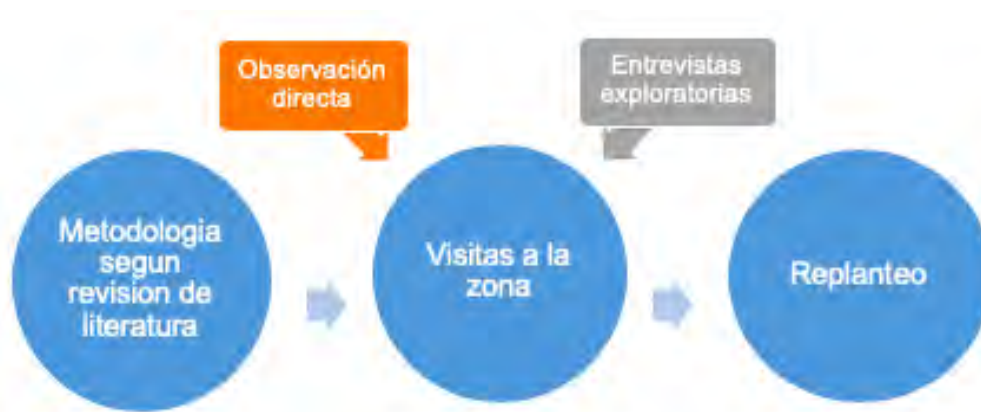 Observación
directa
Entrevistas
exploratorias
Metodologia
segun
revision de
literatura
Visitas a la
zona
Replanteo